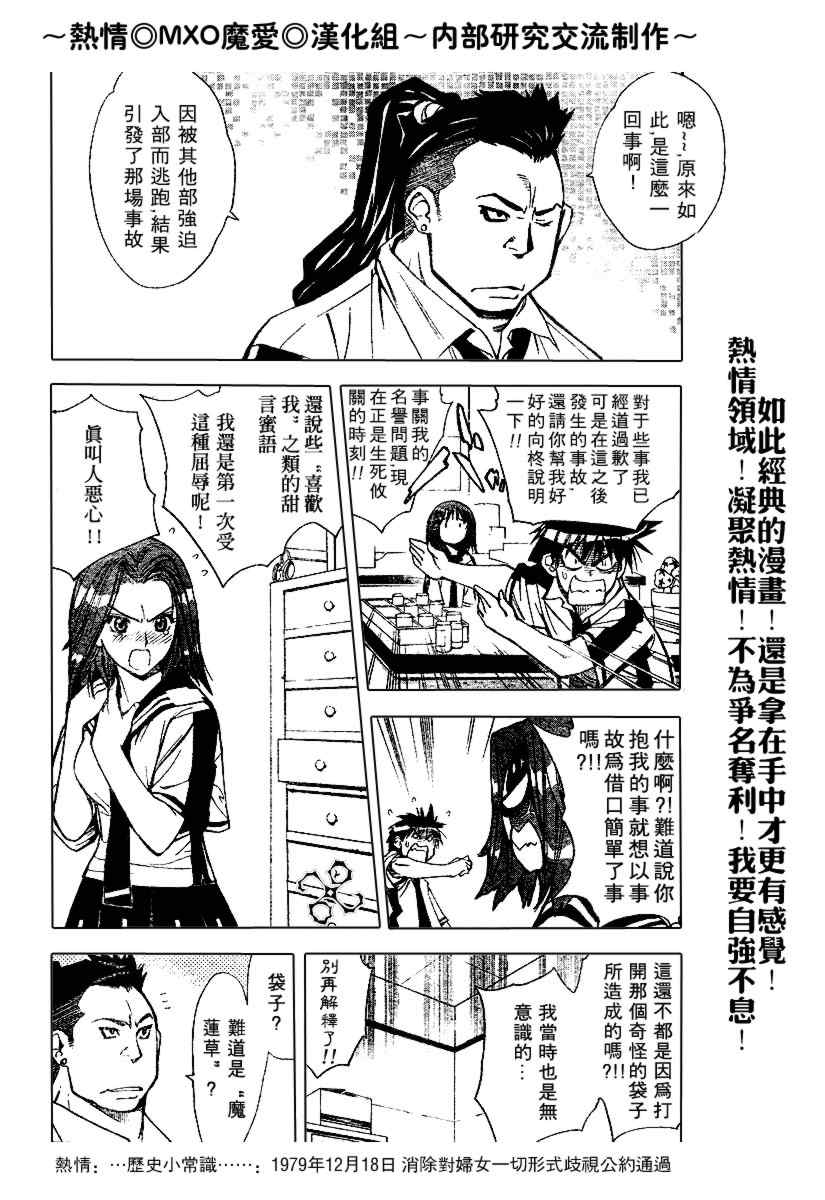 ～熱情◎MXO魔愛◎漢化組～内部研究交流制作～
嗯~~,原來如
此,是這麼一
回事啊！
因被其他部強迫
入部而逃跑,結果
引發了那場事故
對于些事我已
經道過歉了
可是在這之後
發生的事故,
還請你幫我好
好的向柊說明
一下!!
事關我的
名譽問題,現
在正是生死攸
關的時刻!!
還說些“喜歡
我”之類的甜
言蜜語
我還是第一次受
這種屈辱呢！
眞叫人惡心!!
什麼啊?!難道說你
抱我的事就想以事
故爲借口簡單了事
嗎?!!
這還不都是因爲打
開那個奇怪的袋子
所造成的嗎?!!
我當時也是無
意識的…
別再解釋了!!
袋子？
難道是“魔
蓮草”？
如此經典的漫畫！還是拿在手中才更有感覺！
熱情領域！凝聚熱情！不為爭名奪利！我要自強不息！
熱情：…歷史小常識……：1979年12月18日 消除對婦女一切形式歧視公約通過